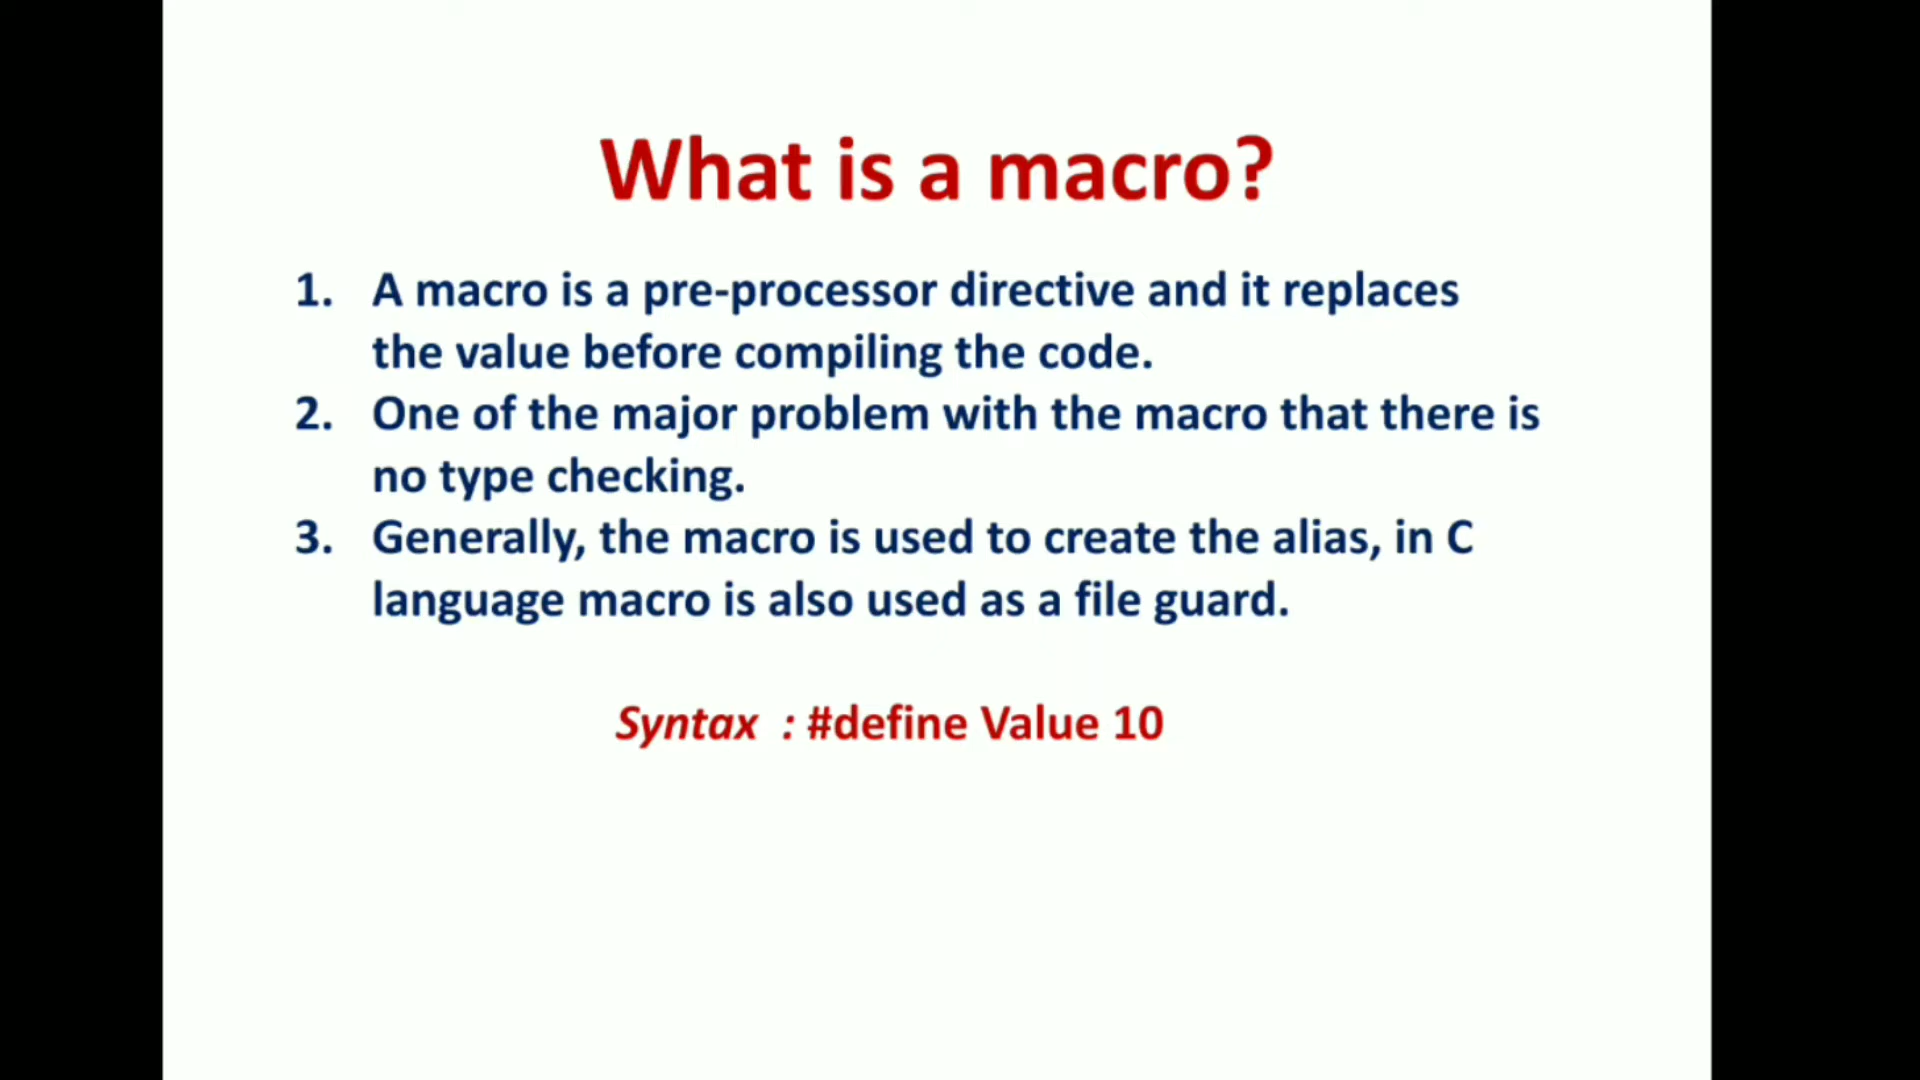 What is a macro?
1. A macro is a pre-processor directive and it replaces
the value before compiling the code.
2. One of the major problem with the macro that there is
no type checking.
3. Generally, the macro is used to create the alias, in C
language macro is also used as a file guard.
Syntax : #define Value 10